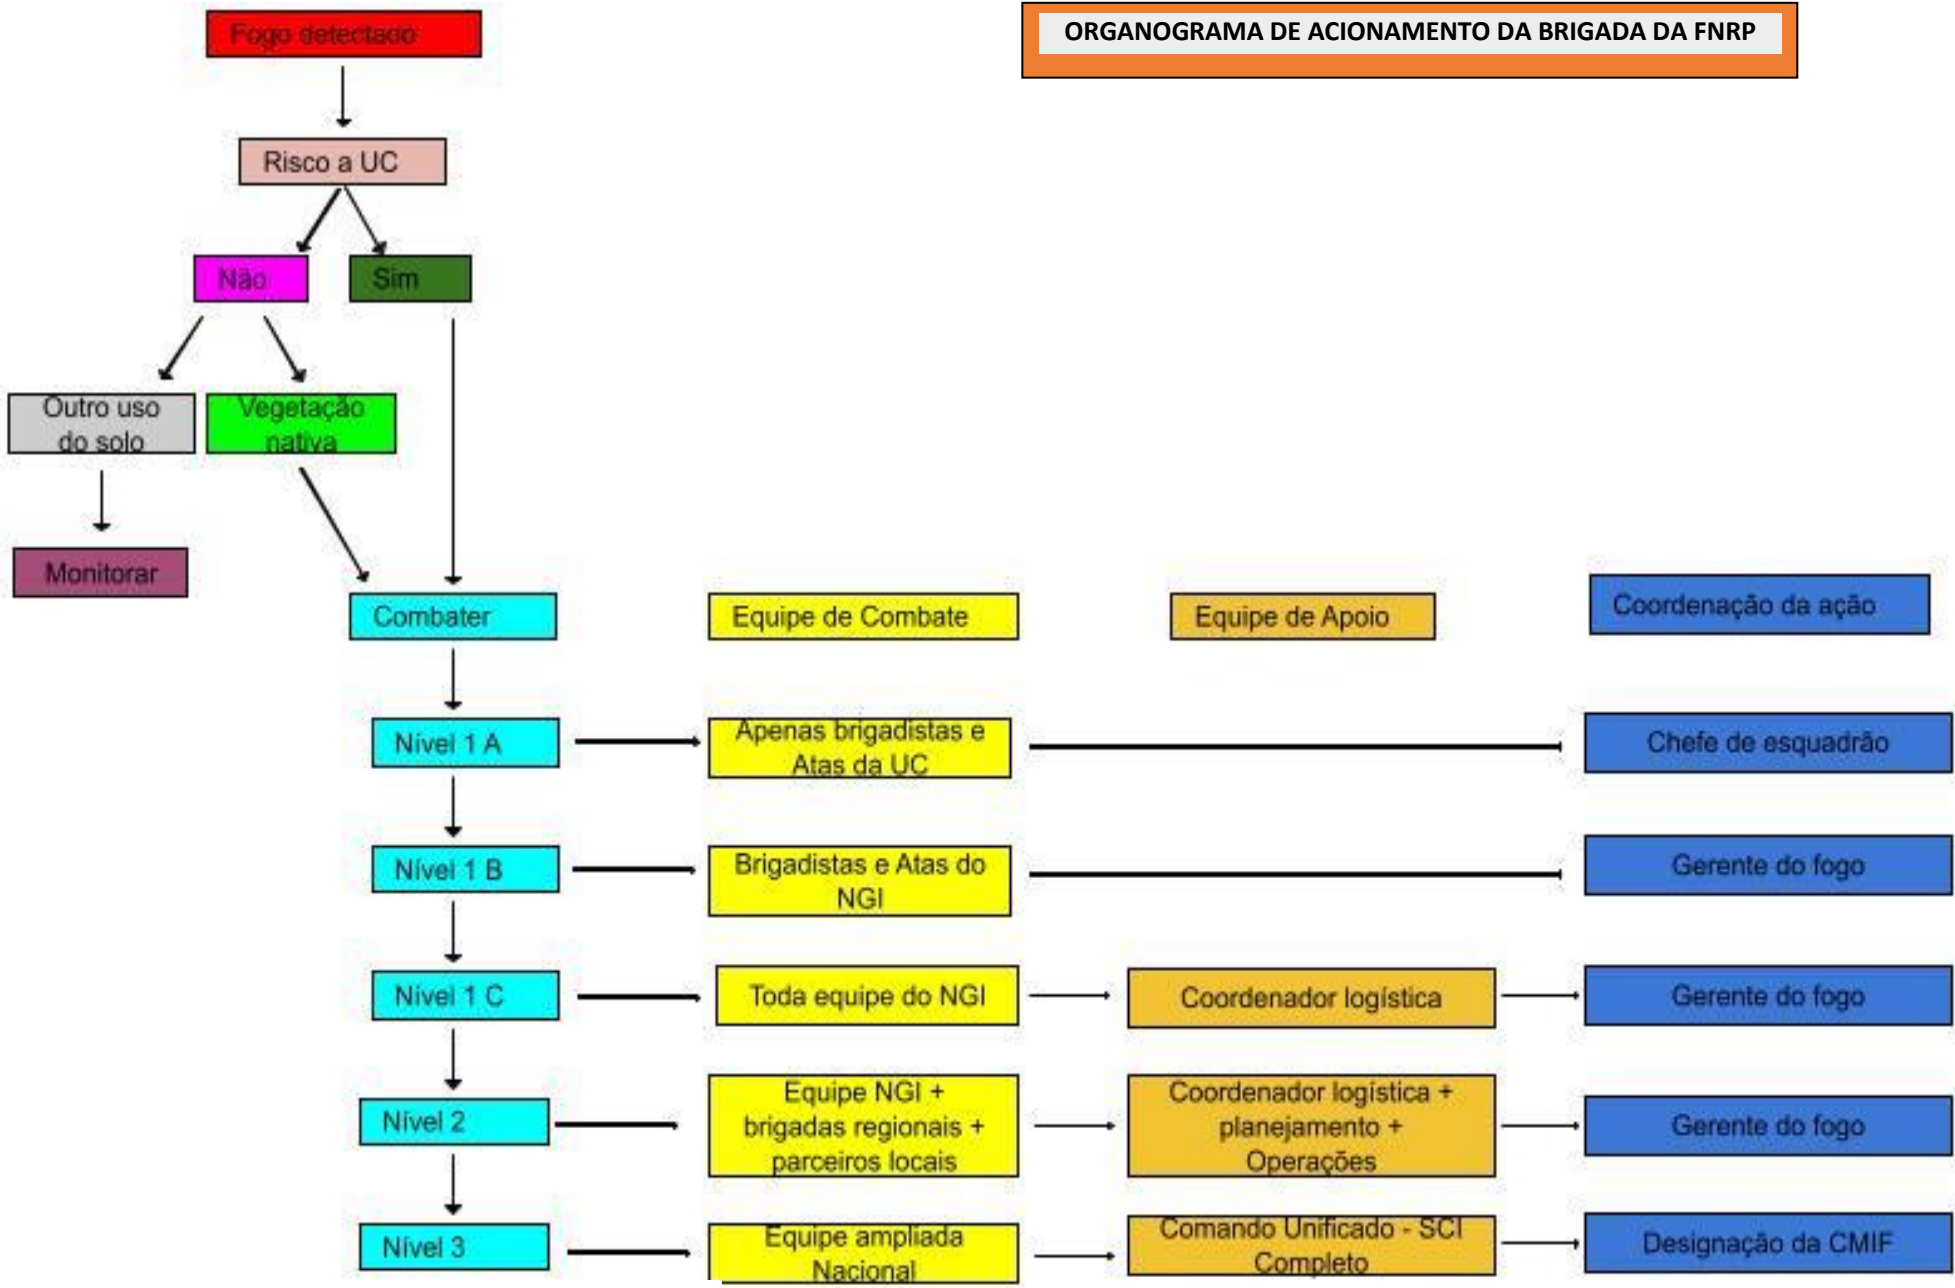 ORGANOGRAMA DE ACIONAMENTO DA BRIGADA DA FNRP
Fogo detectado
Risco a UC
Não
Sim
Outro uso
do solo
Vegetação
nativa
Monitorar
Combater
Equipe de Combate
Equipe de Apoio
Coordenação da ação
Nível 1 A
Apenas brigadistas e
Atas da UC
Chefe de esquadrão
Nível 1 B
Brigadistas e Atas do
NGI
Gerente do fogo
Nível 1 C
Toda equipe do NGI
Coordenador logística
Gerente do fogo
Nível 2
Equipe NGI +
brigadas regionais +
parceiros locais
Coordenador logística +
planejamento +
Operações
Gerente do fogo
Nível 3
Equipe ampliada
Nacional
Comando Unificado - SCI
Completo
Designação da CMIF